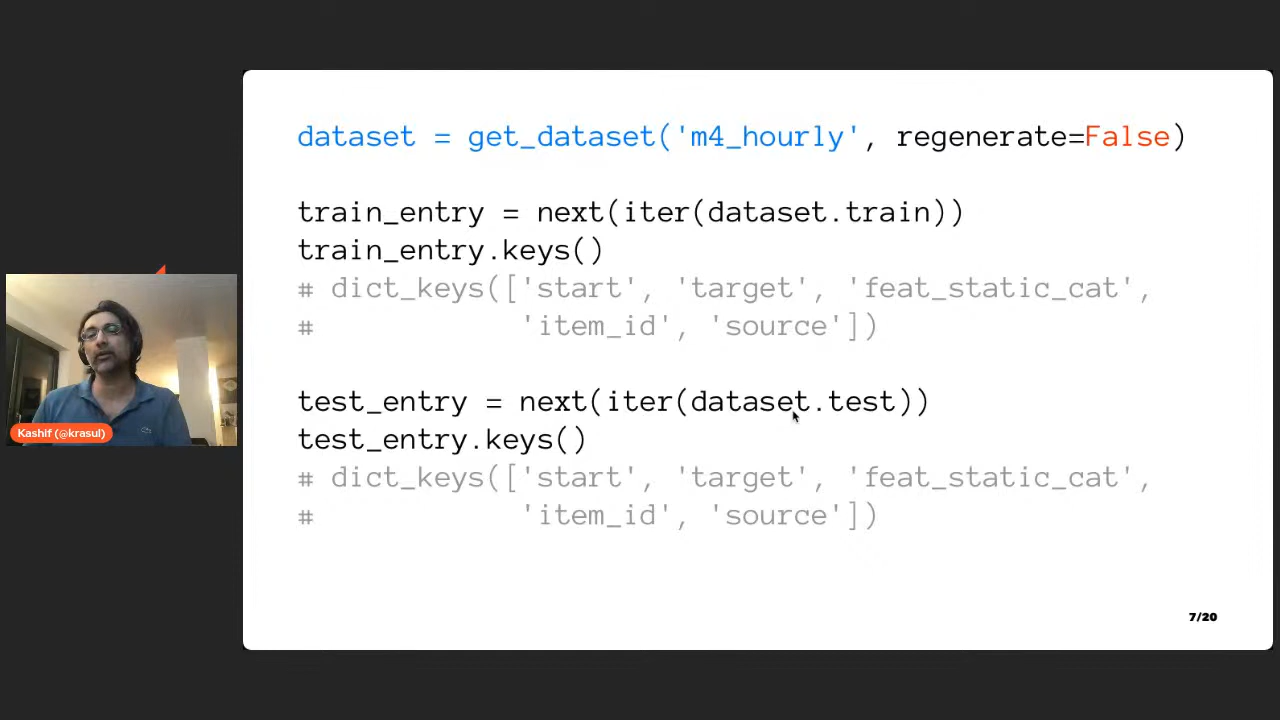 dataset = get_dataset('m4_hourly', regenerate=False)
train_entry = next(iter(dataset.train))
train_entry.keys()
# dict_keys(['start', 'target', 'feat_static_cat',
#            'item_id', 'source'])
test_entry = next(iter(dataset.test))
test_entry.keys()
# dict_keys(['start', 'target', 'feat_static_cat',
#            'item_id', 'source'])
Kashif (@krasul)
7/20